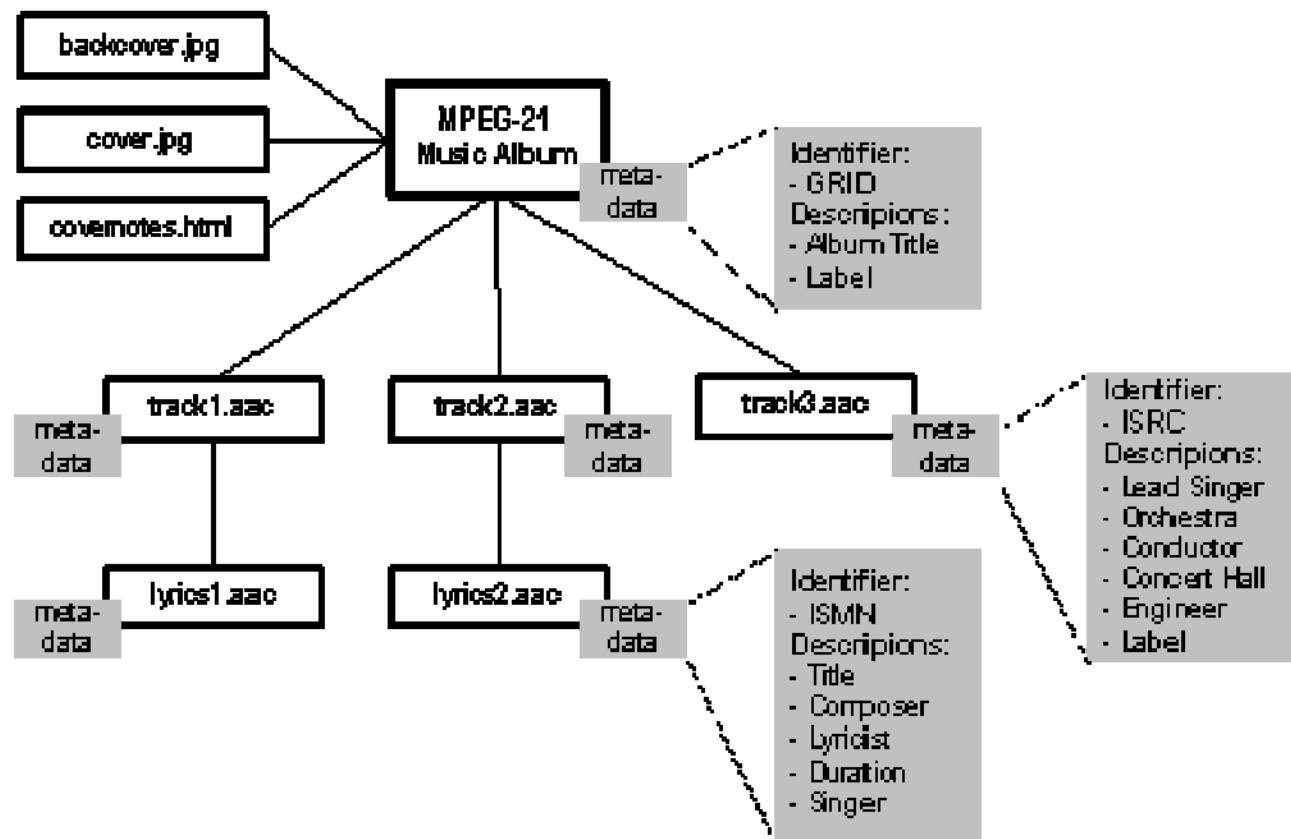 backcover.jpg
cover.jpg
covernotes.html
MPEG-21
Music Album
meta-
data
Identifier:
- GRID
Descripions:
- Album Title
- Label
track1.aac
meta-
data
track2.aac
meta-
data
track3.aac
meta-
data
Identifier:
- ISRC
Descripions:
- Lead Singer
- Orchestra
- Conductor
- Concert Hall
- Engineer
- Label
lyrics1.aac
meta-
data
lyrics2.aac
meta-
data
Identifier:
- ISMN
Descripions:
- Title
- Composer
- Lyricist
- Duration
- Singer